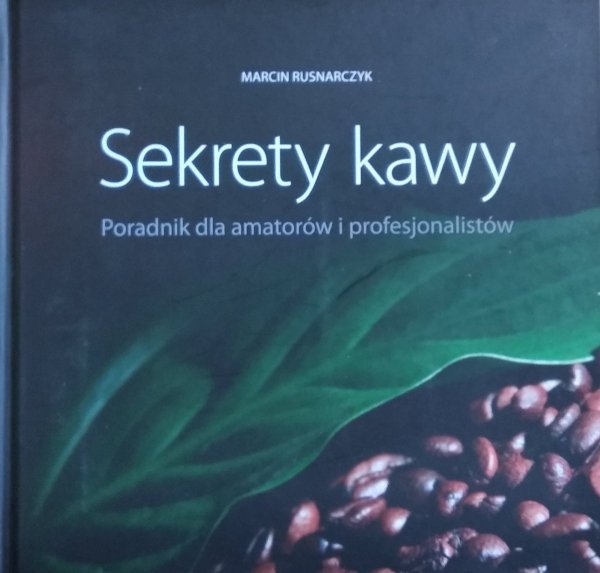 MARCIN RUSNARCZYK
Sekrety kawy
Poradnik dla amatorów i profesjonalistów